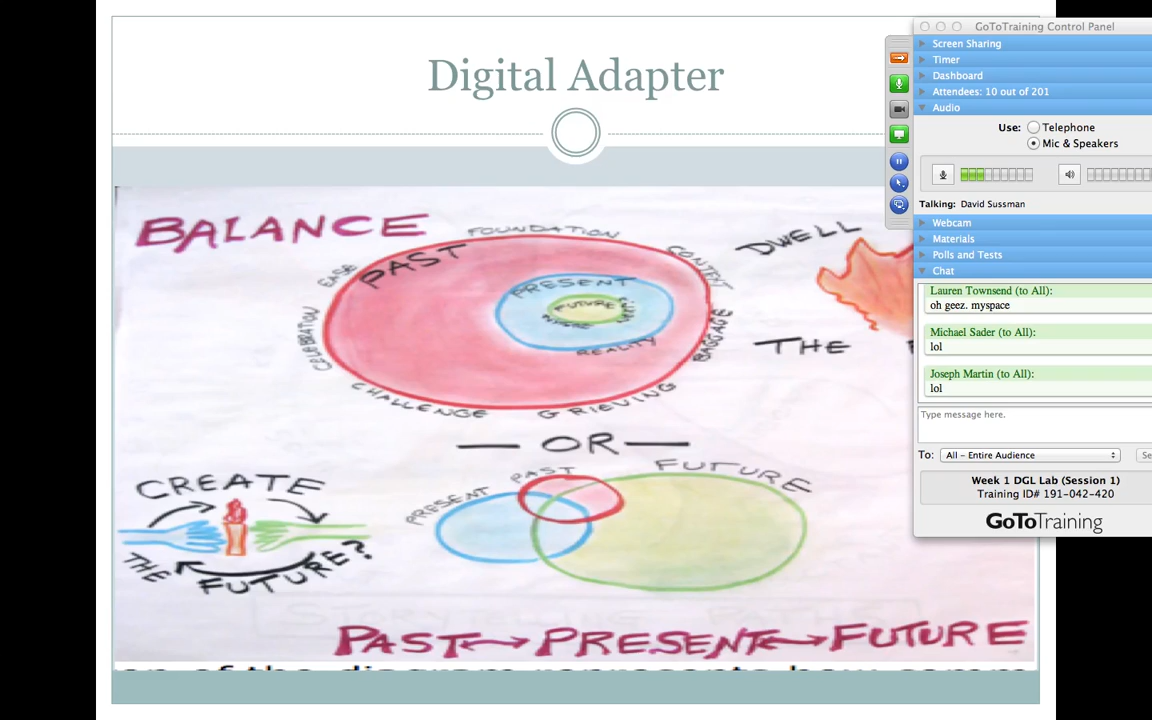 Digital Adapter
BALANCE
FOUNDATION
EASE
PAST
CONTEXT
DWELL
PRESENT
FUTURE
CELEBRATION
REALITY
BAGGAGE
THE
CHALLENGE
GRIEVING
— OR —
CREATE
THE
FUTURE?
PRESENT
PAST
FUTURE
PAST ↔ PRESENT ↔ FUTURE
GoToTraining Control Panel
Screen Sharing
Timer
Dashboard
Attendees: 10 out of 201
Audio
Use: Telephone
Mic & Speakers
Talking: David Sussman
Webcam
Materials
Polls and Tests
Chat
Lauren Townsend (to All):
oh geez. myspace
Michael Sader (to All):
lol
Joseph Martin (to All):
lol
Type message here.
To: All – Entire Audience
Week 1 DGL Lab (Session 1)
Training ID# 191-042-420
GoToTraining